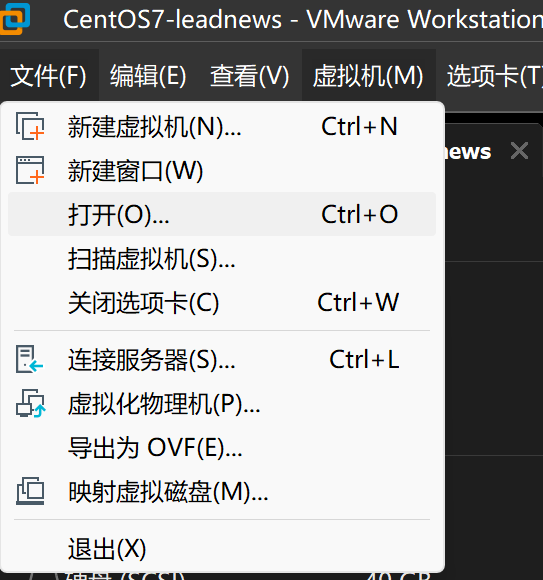 CentOS7-leadnews - VMware Workstation
文件(F) 编辑(E) 查看(V) 虚拟机(M) 选项卡(T)
新建虚拟机(N)... Ctrl+N
news
新建窗口(W)
打开(O)... Ctrl+O
扫描虚拟机(S)...
关闭选项卡(C) Ctrl+W
连接服务器(S)... Ctrl+L
虚拟化物理机(P)...
导出为 OVF(E)...
映射虚拟磁盘(M)...
退出(X)
硬盘 (SCSI) 40 GB